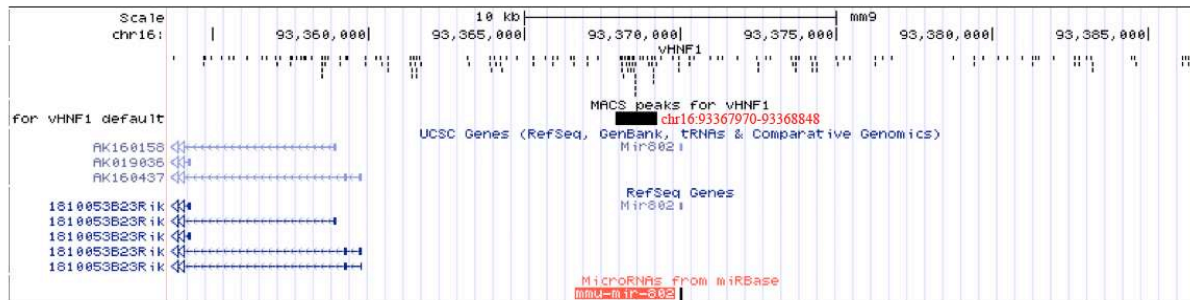 Scale 10 kb mm9
chr16: 93,360,000 93,365,000 93,370,000 93,375,000 93,380,000 93,385,000
vHNF1
MACS peaks for vHNF1
for vHNF1 default chr16:93367970-93368848
UCSC Genes (RefSeq, GenBank, tRNAs & Comparative Genomics)
AK160158 Mir802
AK019036
AK160437
RefSeq Genes
1810053B23Rik Mir802
1810053B23Rik
1810053B23Rik
1810053B23Rik
1810053B23Rik
MicroRNAs from miRBase
mmu-mir-802